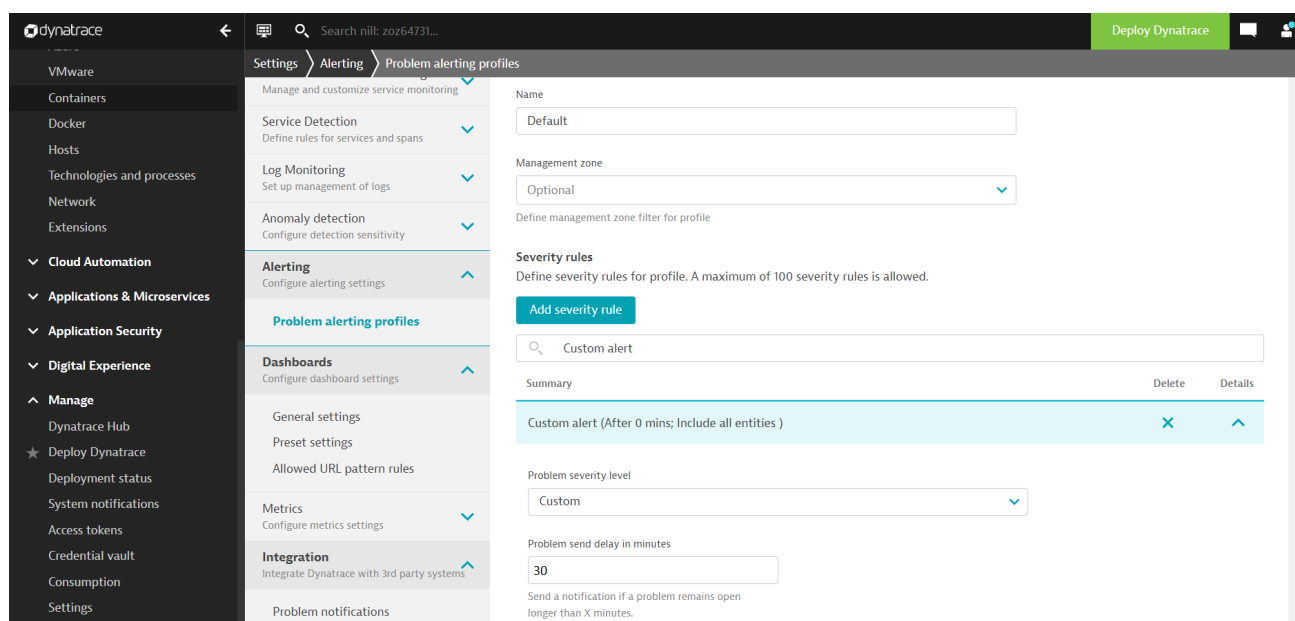 dynatrace
Search nill: zoz64731...
Deploy Dynatrace
VMware
Containers
Docker
Hosts
Technologies and processes
Network
Extensions
Cloud Automation
Applications & Microservices
Application Security
Digital Experience
Manage
Dynatrace Hub
Deploy Dynatrace
Deployment status
System notifications
Access tokens
Credential vault
Consumption
Settings
Settings
Alerting
Problem alerting profiles
Manage and customize service monitoring
Service Detection
Define rules for services and spans
Log Monitoring
Set up management of logs
Anomaly detection
Configure detection sensitivity
Alerting
Configure alerting settings
Problem alerting profiles
Dashboards
Configure dashboard settings
General settings
Preset settings
Allowed URL pattern rules
Metrics
Configure metrics settings
Integration
Integrate Dynatrace with 3rd party systems
Problem notifications
Name
Default
Management zone
Optional
Define management zone filter for profile
Severity rules
Define severity rules for profile. A maximum of 100 severity rules is allowed.
Add severity rule
Custom alert
Summary Delete Details
Custom alert (After 0 mins; Include all entities )
Problem severity level
Custom
Problem send delay in minutes
30
Send a notification if a problem remains open
longer than X minutes.